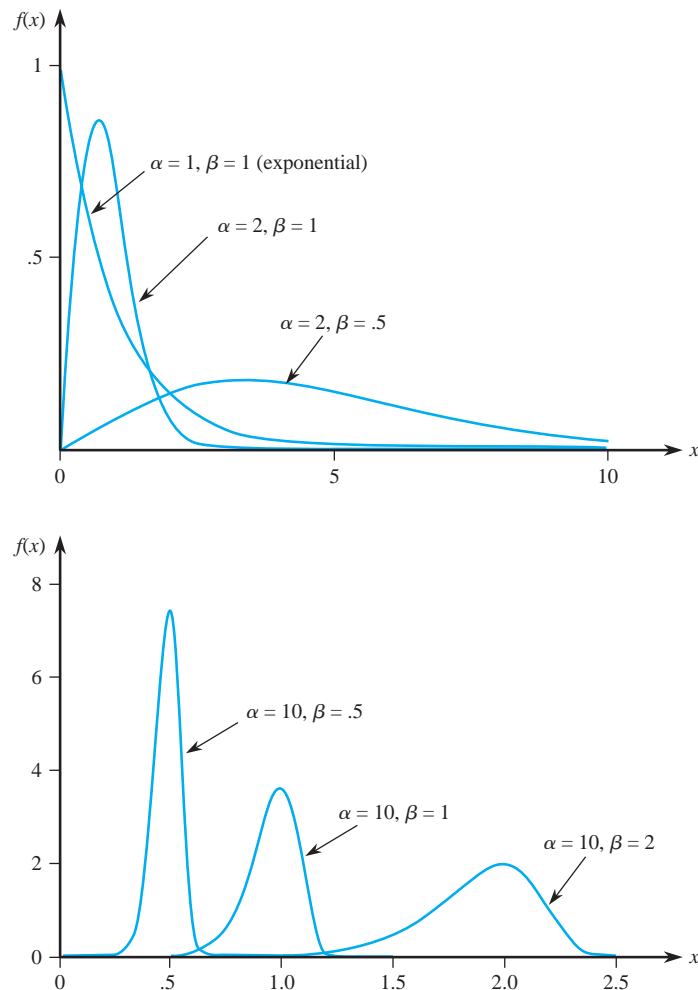 f(x)
1
α = 1, β = 1 (exponential)
α = 2, β = 1
.5
α = 2, β = .5
x
0
5
10
f(x)
8
6
α = 10, β = .5
4
α = 10, β = 1
α = 10, β = 2
2
0
x
0
.5
1.0
1.5
2.0
2.5